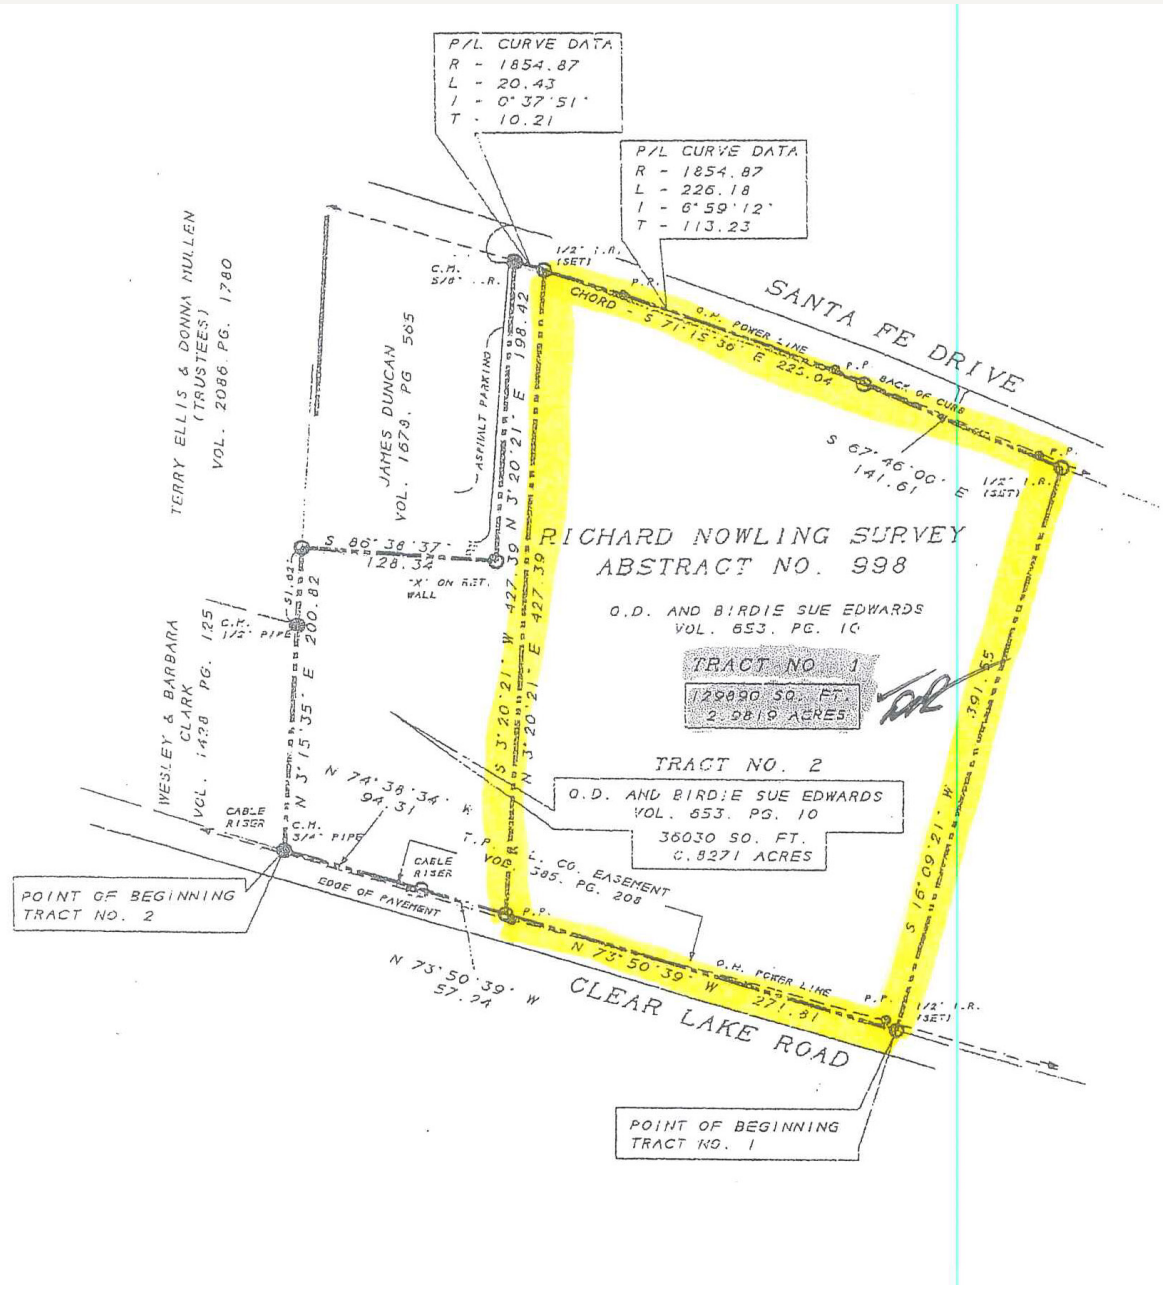 P/L CURVE DATA
R - 1854.87
L - 20.43
I - 0°37'51"
T - 10.21
P/L CURVE DATA
R - 1854.87
L - 226.18
I - 6°59'12"
T - 113.23
TERRY ELLIS & DONNA MULLEN
(TRUSTEES)
VOL. 2086. PG. 1780
C.M.
5/8" I.R.
1/2" I.R.
(SET)
P.P.
SANTA FE DRIVE
O.H. POWER LINE
CHORD - S 71°15'36" E
P.P.
BACK OF CURB
S 67°46'00" E
141.61
P.P.
1/2" I.R.
(SET)
JAMES DUNCAN
VOL. 1678. PG 565
ASPHALT PARKING
N 3°20'21" E 198.42
S 86°38'37"
128.34
"X" ON RET.
WALL
RICHARD NOWLING SURVEY
ABSTRACT NO. 998
O.D. AND BIRDIE SUE EDWARDS
VOL. 653. PG. 10
TRACT NO 1
129890 SQ. FT.
2.9819 ACRES
TRACT NO. 2
O.D. AND BIRDIE SUE EDWARDS
VOL. 653. PG. 10
36030 SQ. FT.
0.8271 ACRES
51.02'
C.M.
1/2" PIPE
N 3°15'35" E 200.82
WESLEY & BARBARA
CLARK
VOL. 1498 PG. 125
S 3°20'21" W 427.39
N 3°20'21" E 427.39
S 16°09'21" W 391.55
N 74°38'34" W
94.31
CABLE
RISER
C.M.
3/4" PIPE
CABLE
RISER
EDGE OF PAVEMENT
T.P. L. CO. EASEMENT
VOL. 385. PG. 208
P.P.
POINT OF BEGINNING
TRACT NO. 2
N 73°50'39" W
57.24
N 73°50'39" W 271.81
O.H. POWER LINE
P.P.
1/2" I.R.
(SET)
CLEAR LAKE ROAD
POINT OF BEGINNING
TRACT NO. 1